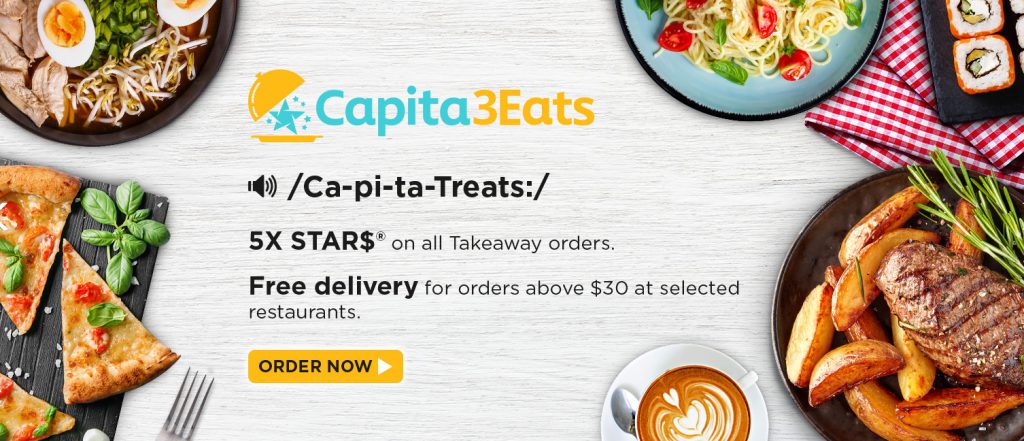 Capita3Eats
/Ca-pi-ta-Treats:/
5X STAR$® on all Takeaway orders.
Free delivery for orders above $30 at selected
restaurants.
ORDER NOW